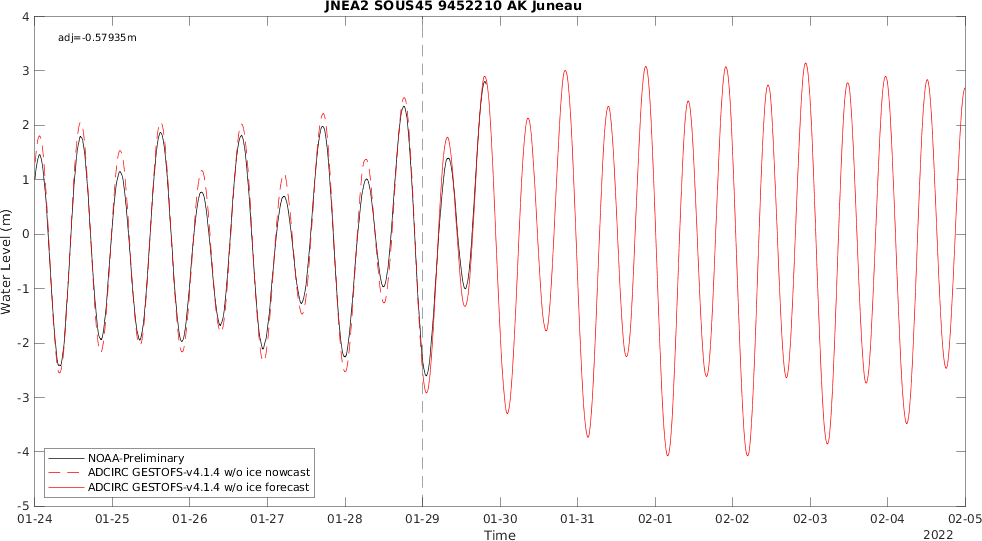 JNEA2 SOUS45 9452210 AK Juneau
adj=-0.57935m
4
3
2
1
0
-1
-2
-3
-4
-5
Water Level (m)
NOAA-Preliminary
ADCIRC GESTOFS-v4.1.4 w/o ice nowcast
ADCIRC GESTOFS-v4.1.4 w/o ice forecast
01-24 01-25 01-26 01-27 01-28 01-29 01-30 01-31 02-01 02-02 02-03 02-04 02-05
Time
2022